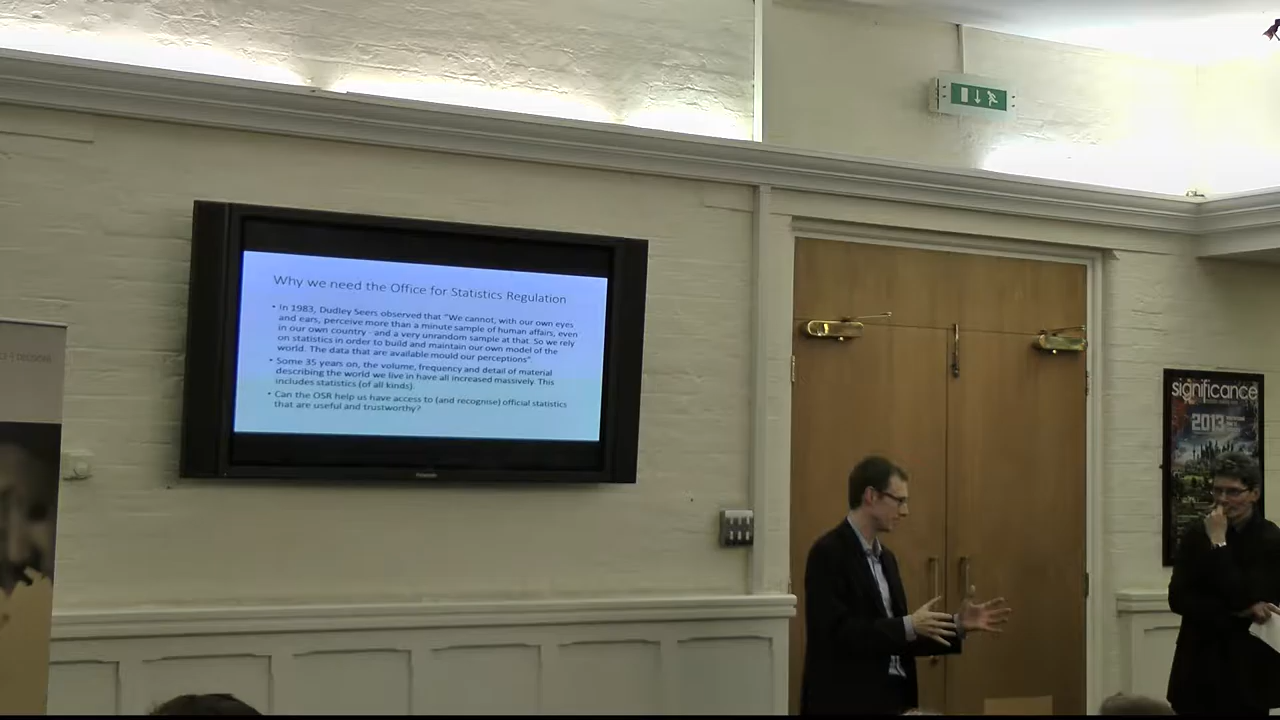 Why we need the Office for Statistics Regulation
• In 1983, Dudley Seers observed that "We cannot, with our own eyes
and ears, perceive more than a minute sample of human affairs, even
in our own country - and a very unrandom sample at that. So we rely
on statistics in order to build and maintain our own model of the
world. The data that are available mould our perceptions"
• Some 35 years on, the volume, frequency and detail of material
describing the world we live in have all increased massively. This
includes statistics (of all kinds).
• Can the OSR help us have access to (and recognise) official statistics
that are useful and trustworthy?
Panasonic
significance
2013